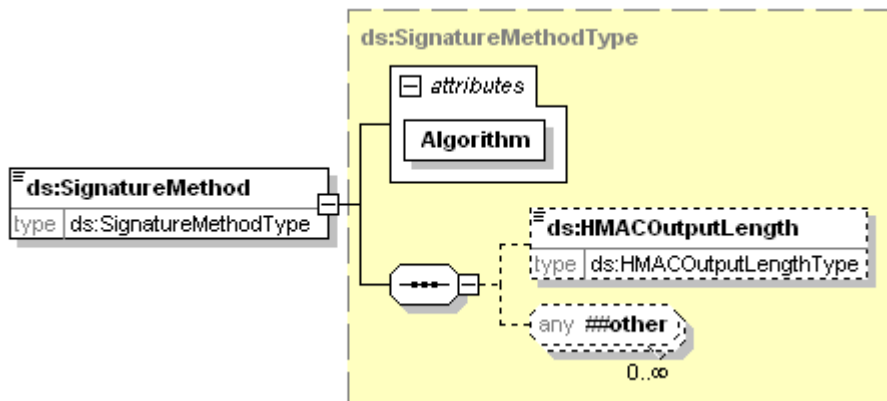 ds:SignatureMethodType
attributes
Algorithm
ds:SignatureMethod
type ds:SignatureMethodType
ds:HMACOutputLength
type ds:HMACOutputLengthType
any ##other
0..∞